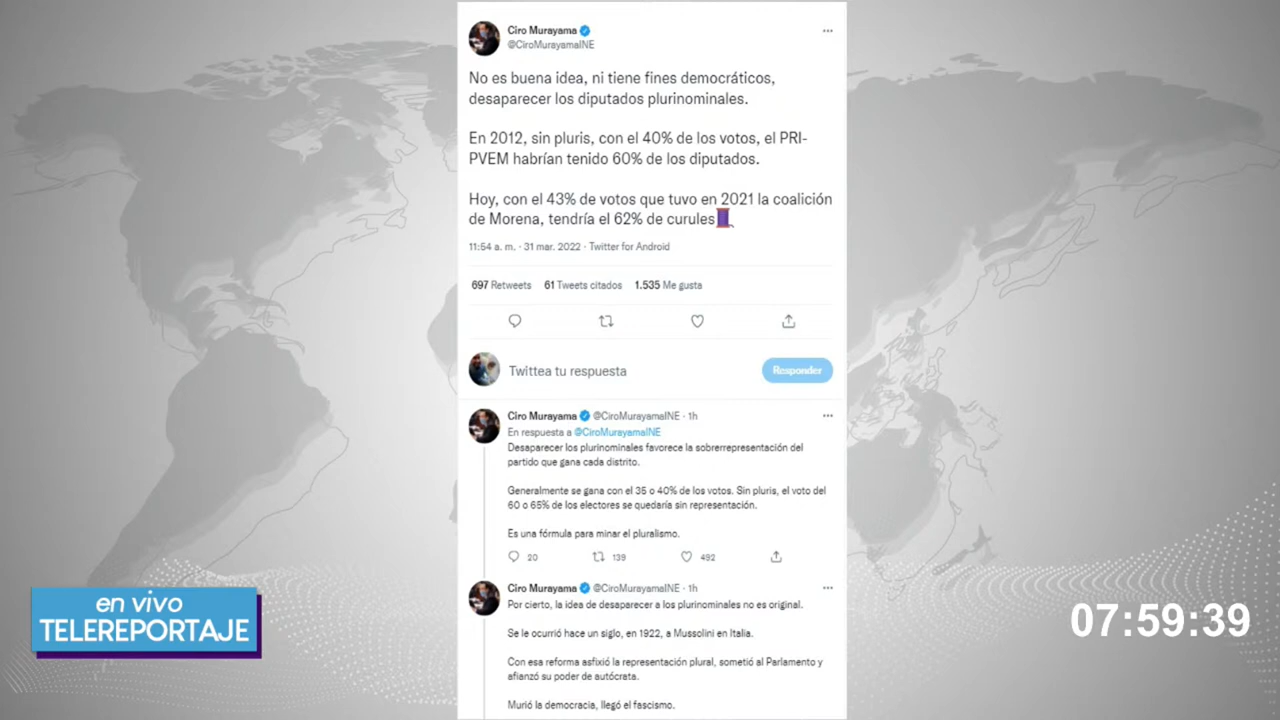 Ciro Murayama
@CiroMurayamaINE
No es buena idea, ni tiene fines democráticos,
desaparecer los diputados plurinominales.
En 2012, sin pluris, con el 40% de los votos, el PRI-
PVEM habrían tenido 60% de los diputados.
Hoy, con el 43% de votos que tuvo en 2021 la coalición
de Morena, tendría el 62% de curules
11:54 a. m. · 31 mar. 2022 · Twitter for Android
697 Retweets 61 Tweets citados 1.535 Me gusta
Twittea tu respuesta
Responder
Ciro Murayama @CiroMurayamaINE · 1h
En respuesta a @CiroMurayamaINE
Desaparecer los plurinominales favorece la sobrerrepresentación del
partido que gana cada distrito.
Generalmente se gana con el 35 o 40% de los votos. Sin pluris, el voto del
60 o 65% de los electores se quedaría sin representación.
Es una fórmula para minar el pluralismo.
20 139 492
Ciro Murayama @CiroMurayamaINE · 1h
Por cierto, la idea de desaparecer a los plurinominales no es original.
Se le ocurrió hace un siglo, en 1922, a Mussolini en Italia.
Con esa reforma asfixió la representación plural, sometió al Parlamento y
afianzó su poder de autócrata.
Murió la democracia, llegó el fascismo.
en vivo
TELEREPORTAJE
07:59:39